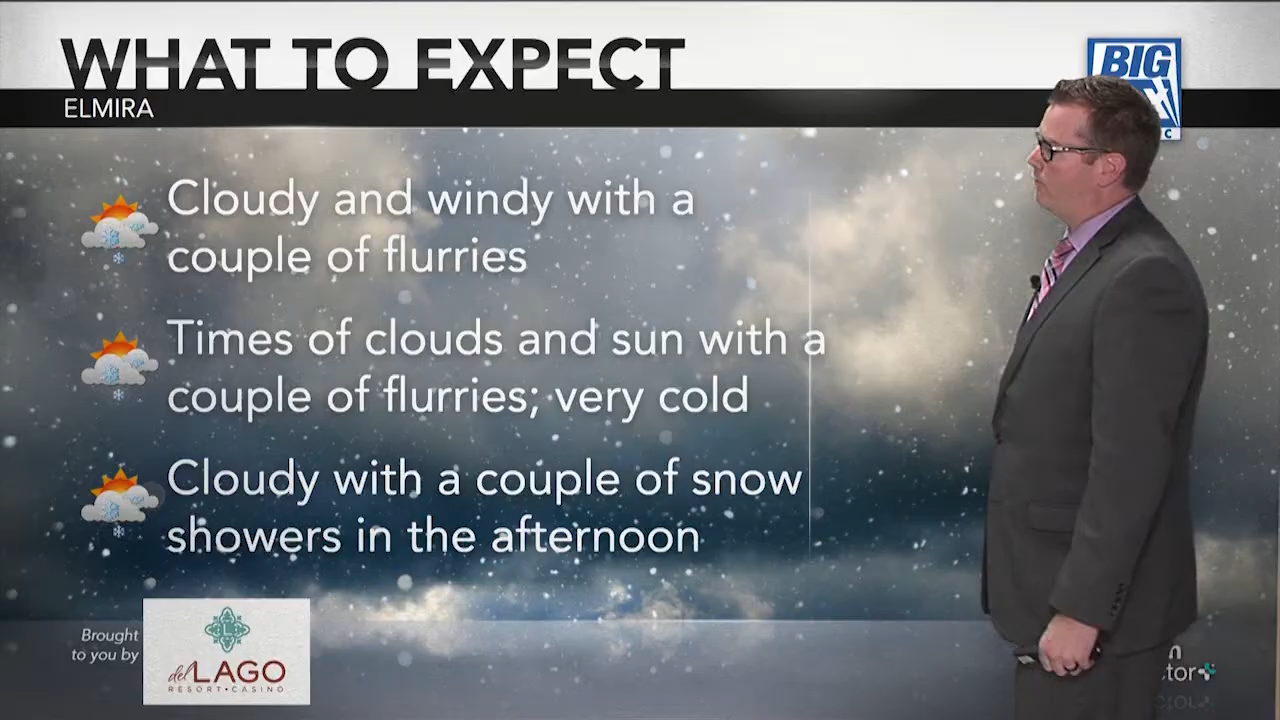 WHAT TO EXPECT
ELMIRA
BIG
Cloudy and windy with a
couple of flurries
Times of clouds and sun with a
couple of flurries; very cold
Cloudy with a couple of snow
showers in the afternoon
Brought
to you by
del LAGO
RESORT•CASINO